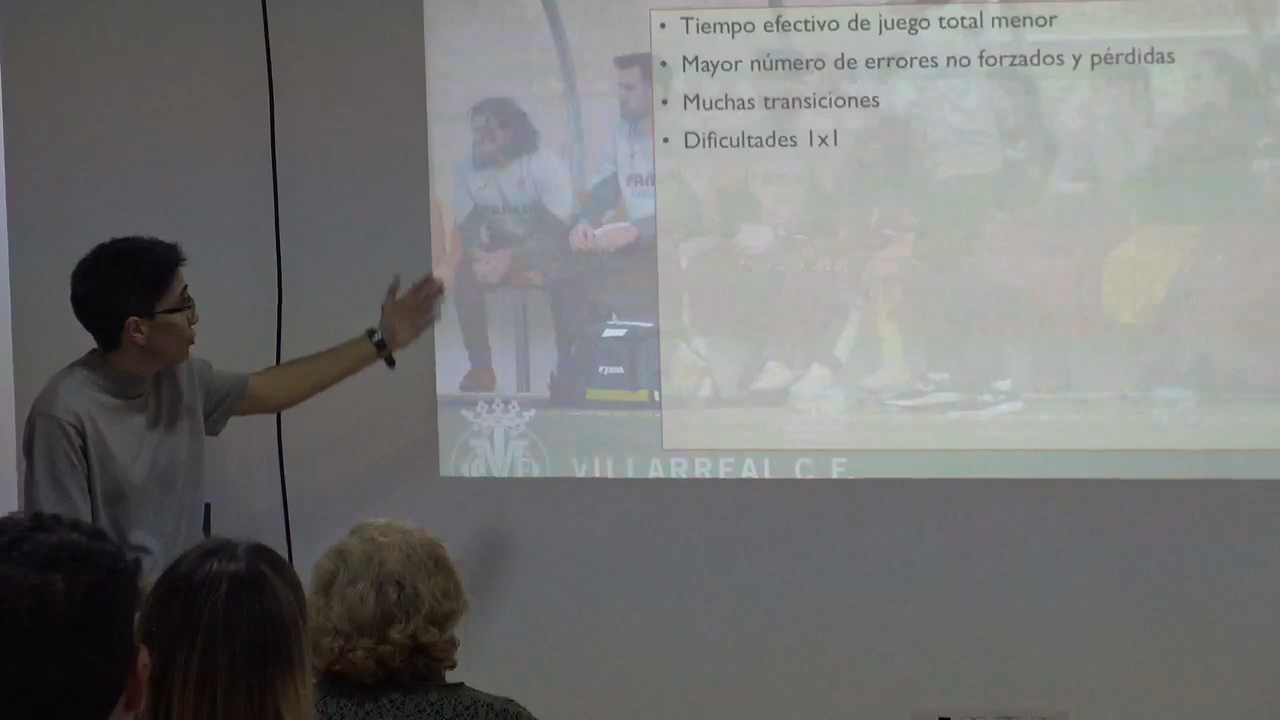 • Tiempo efectivo de juego total menor
• Mayor número de errores no forzados y pérdidas
• Muchas transiciones
• Dificultades 1x1
VILLARREAL C.F.